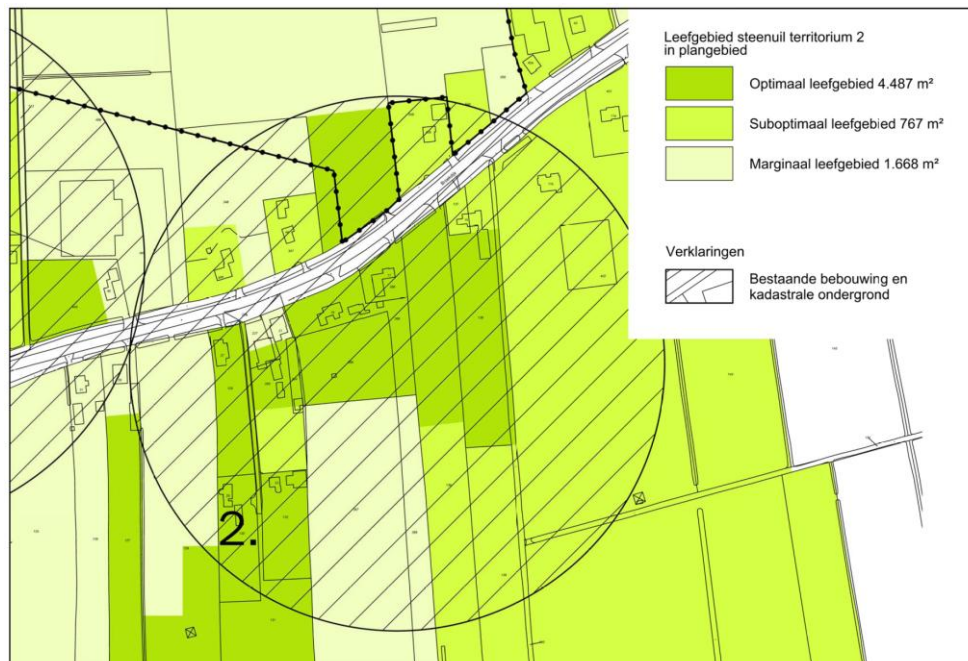 Leefgebied steenuil territorium 2
in plangebied
Optimaal leefgebied 4.487 m²
Suboptimaal leefgebied 767 m²
Marginaal leefgebied 1.668 m²
Verklaringen
Bestaande bebouwing en
kadastrale ondergrond
2.